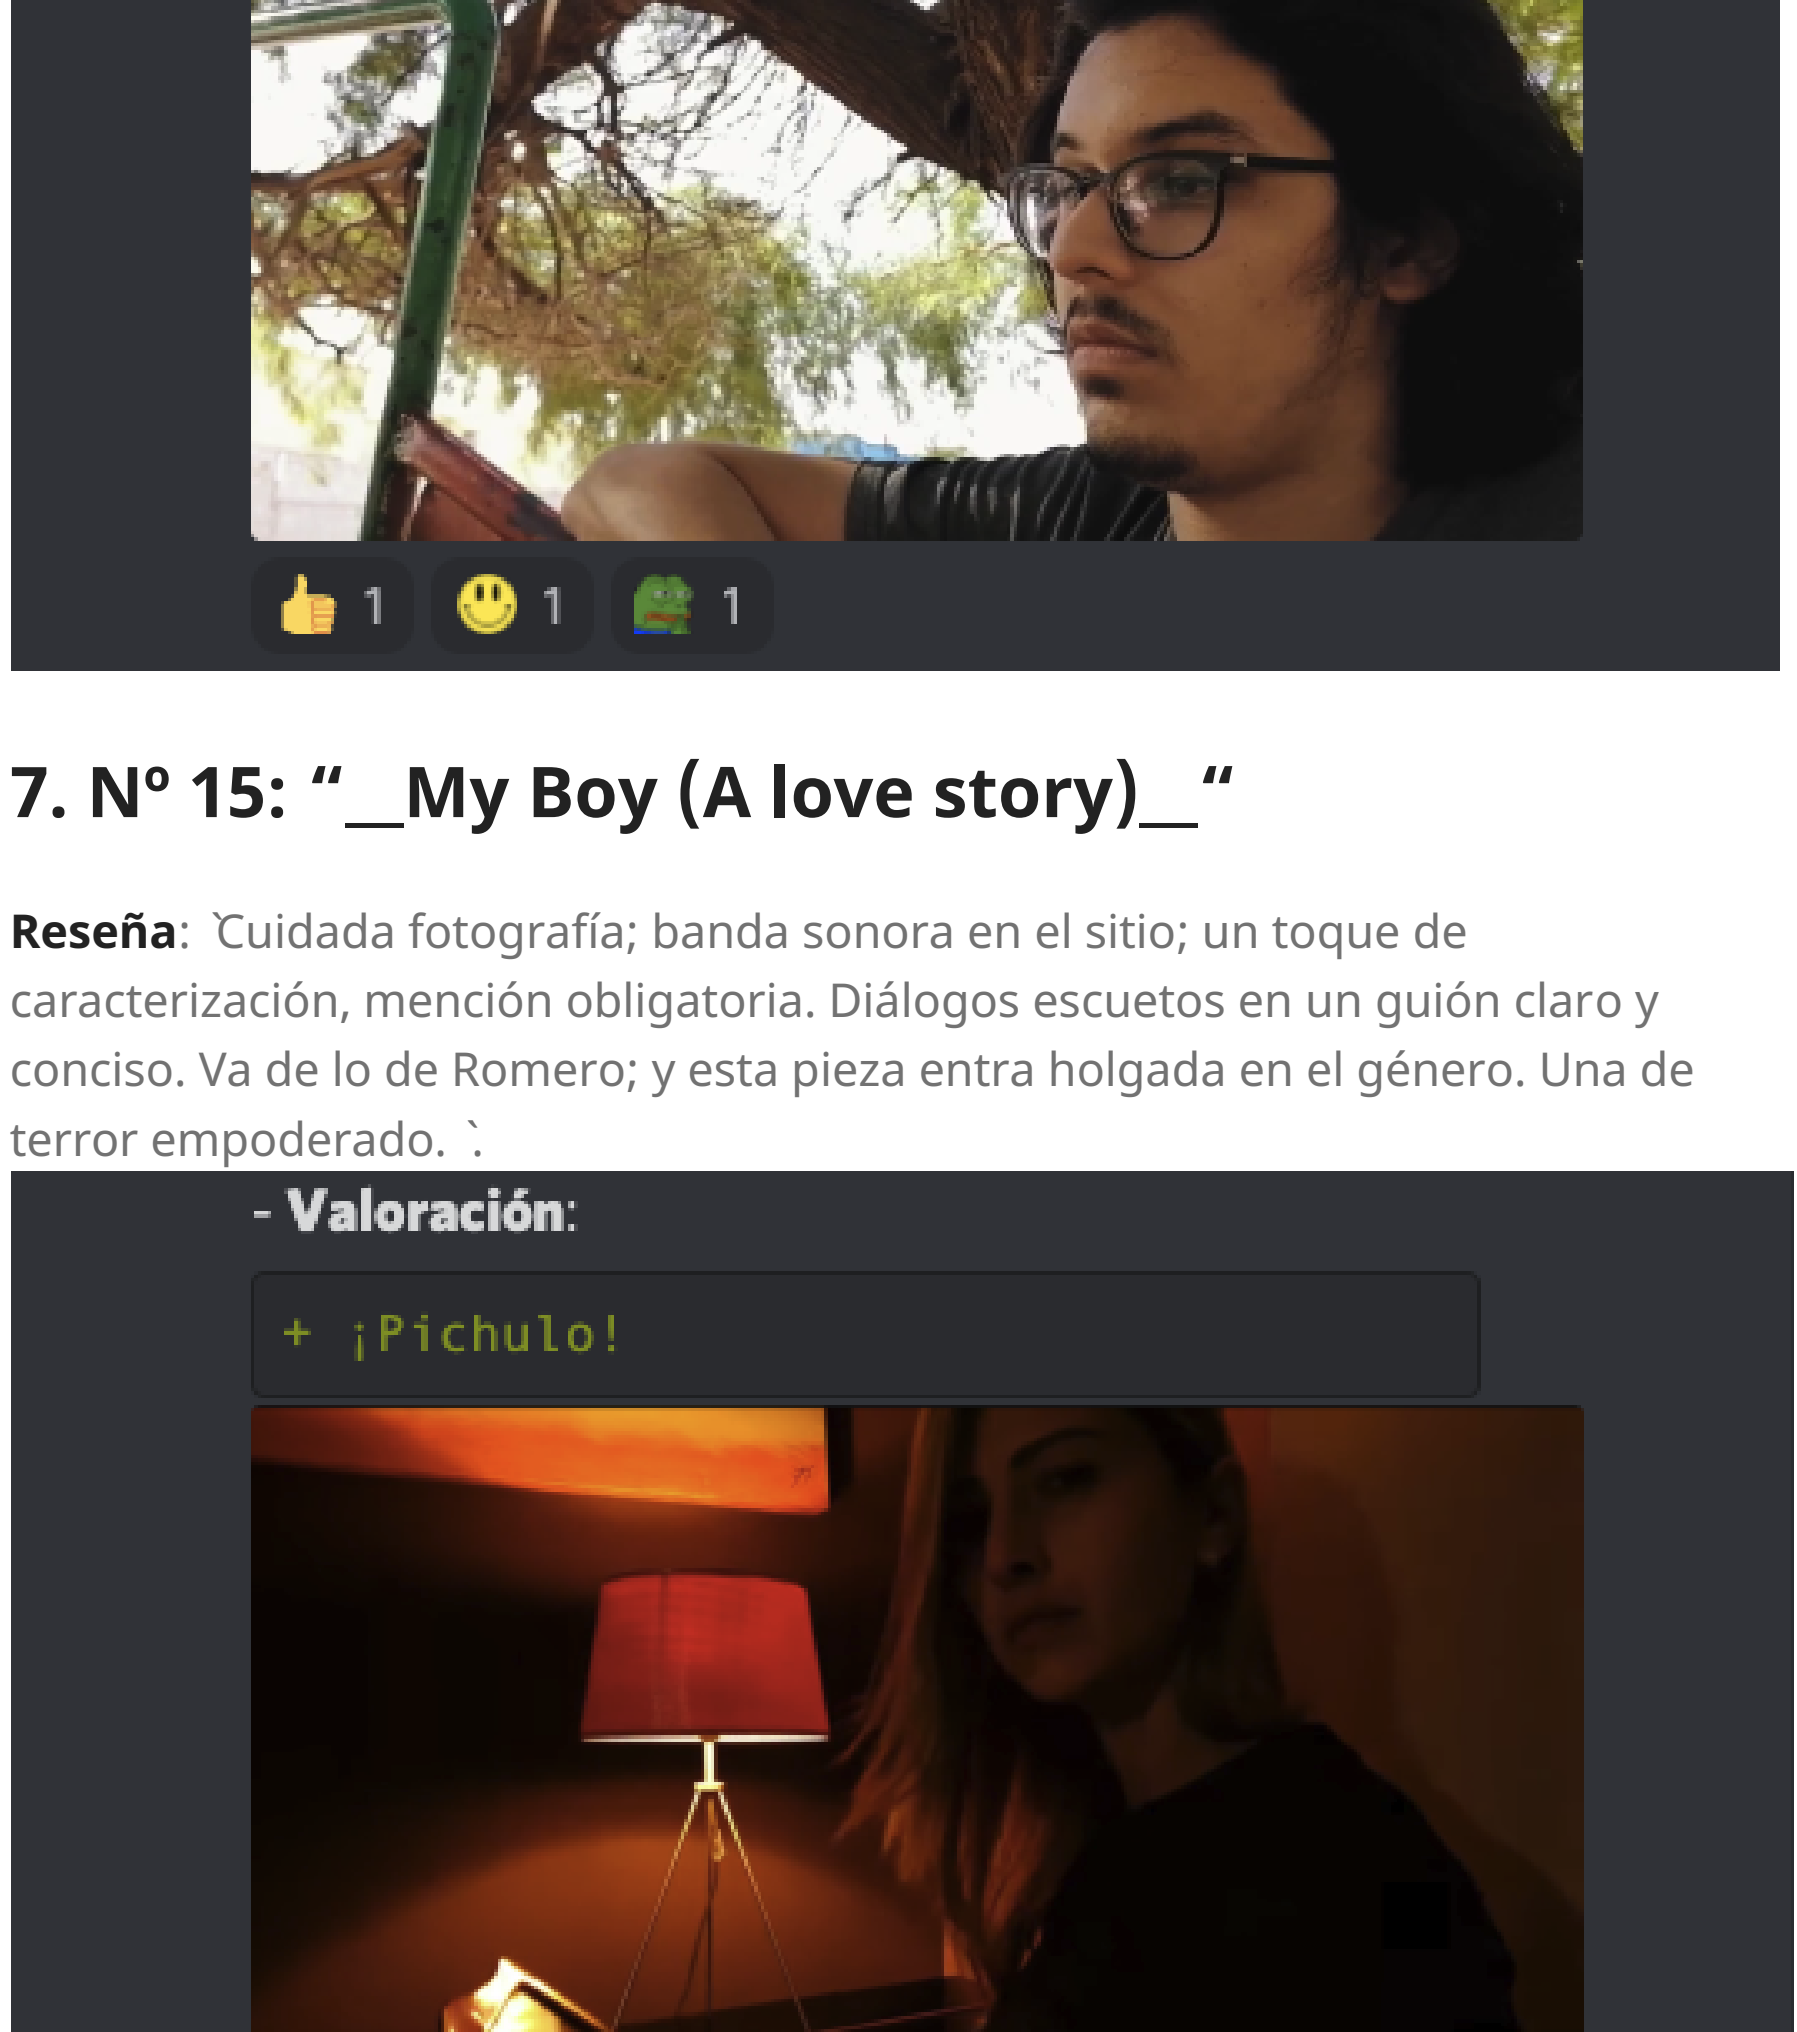 1 1 1
7. Nº 15: “__My Boy (A love story)__“
Reseña: `Cuidada fotografía; banda sonora en el sitio; un toque de
caracterización, mención obligatoria. Diálogos escuetos en un guión claro y
conciso. Va de lo de Romero; y esta pieza entra holgada en el género. Una de
terror empoderado. `.
- Valoración:
+ ¡Pichulo!